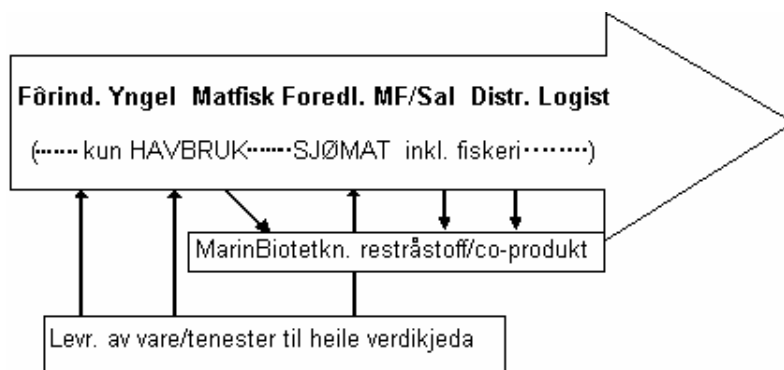 Fôrind. Yngel Matfisk Foredl. MF/Sal Distr. Logist
(······· kun HAVBRUK·······SJØMAT inkl. fiskeri·········)
MarinBiotetkn. restråstoff/co-produkt
Levr. av vare/tenester til heile verdikjeda